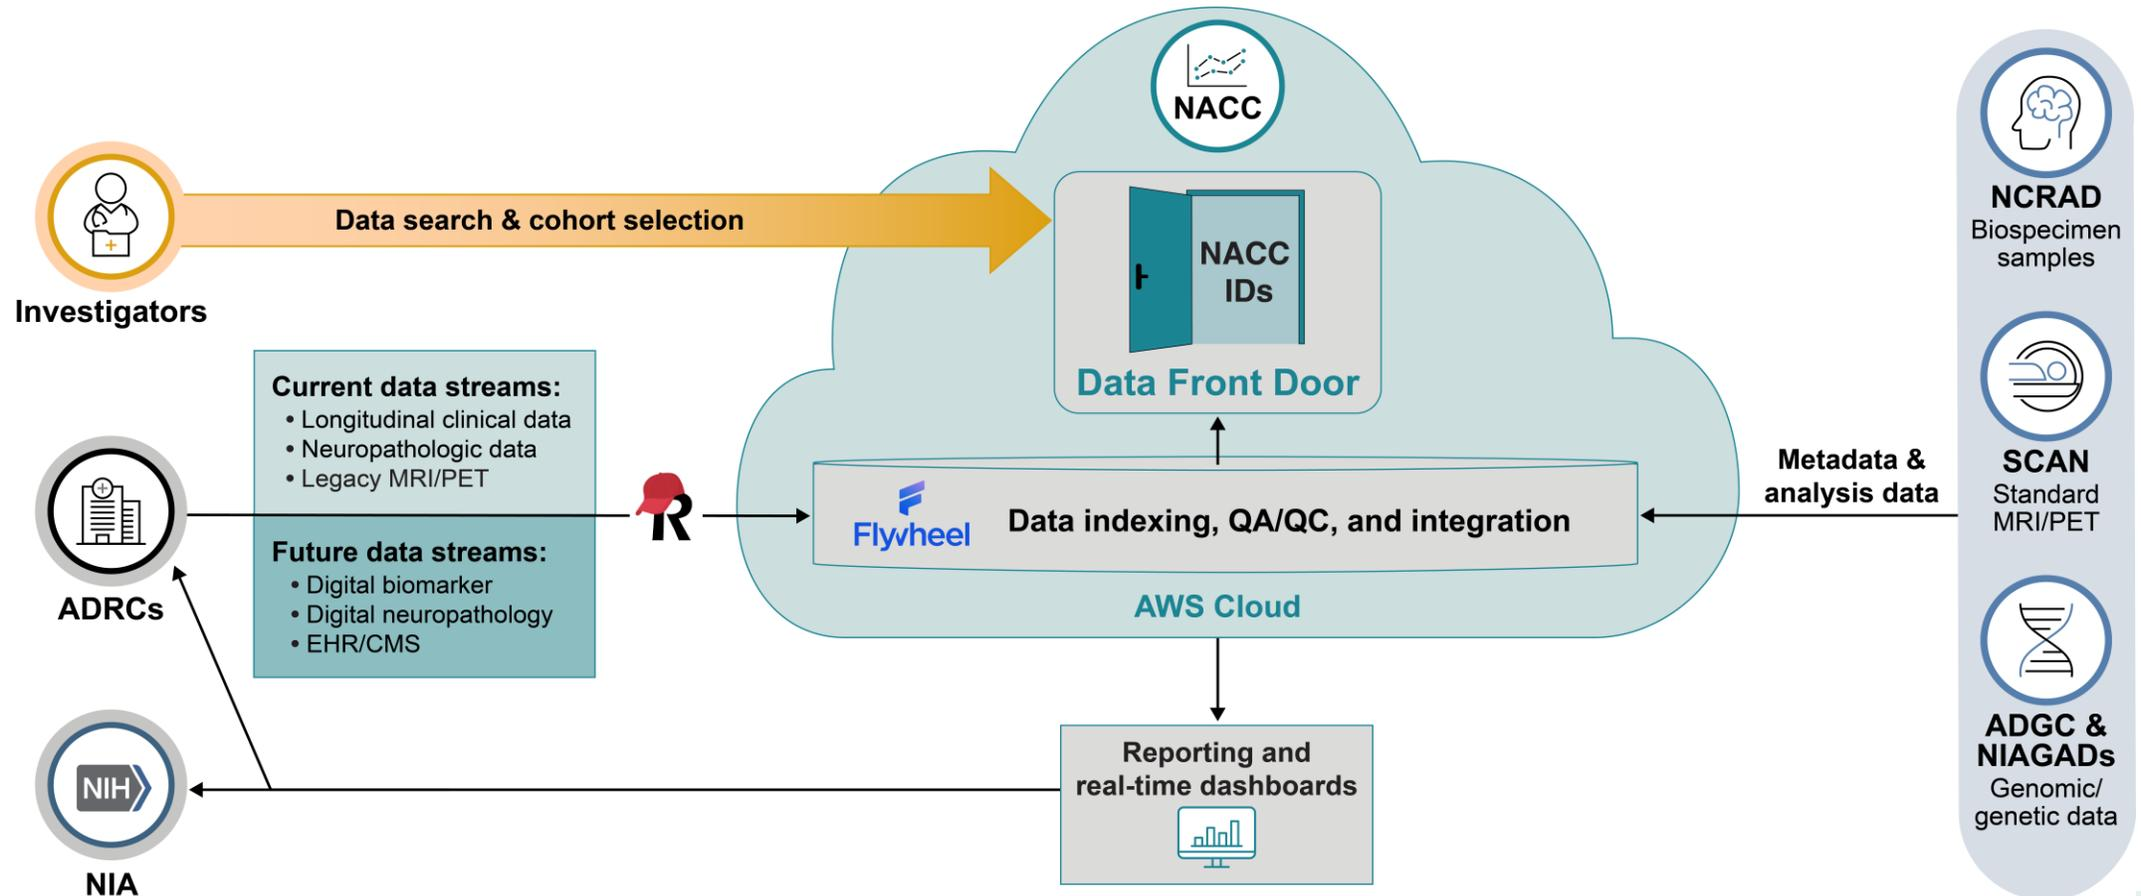 NACC
Investigators
Data search & cohort selection
NACC
IDs
Data Front Door
Current data streams:
• Longitudinal clinical data
• Neuropathologic data
• Legacy MRI/PET
Future data streams:
• Digital biomarker
• Digital neuropathology
• EHR/CMS
ADRCs
R
Flywheel
Data indexing, QA/QC, and integration
AWS Cloud
Metadata &
analysis data
NCRAD
Biospecimen
samples
SCAN
Standard
MRI/PET
ADGC &
NIAGADs
Genomic/
genetic data
Reporting and
real-time dashboards
NIH
NIA